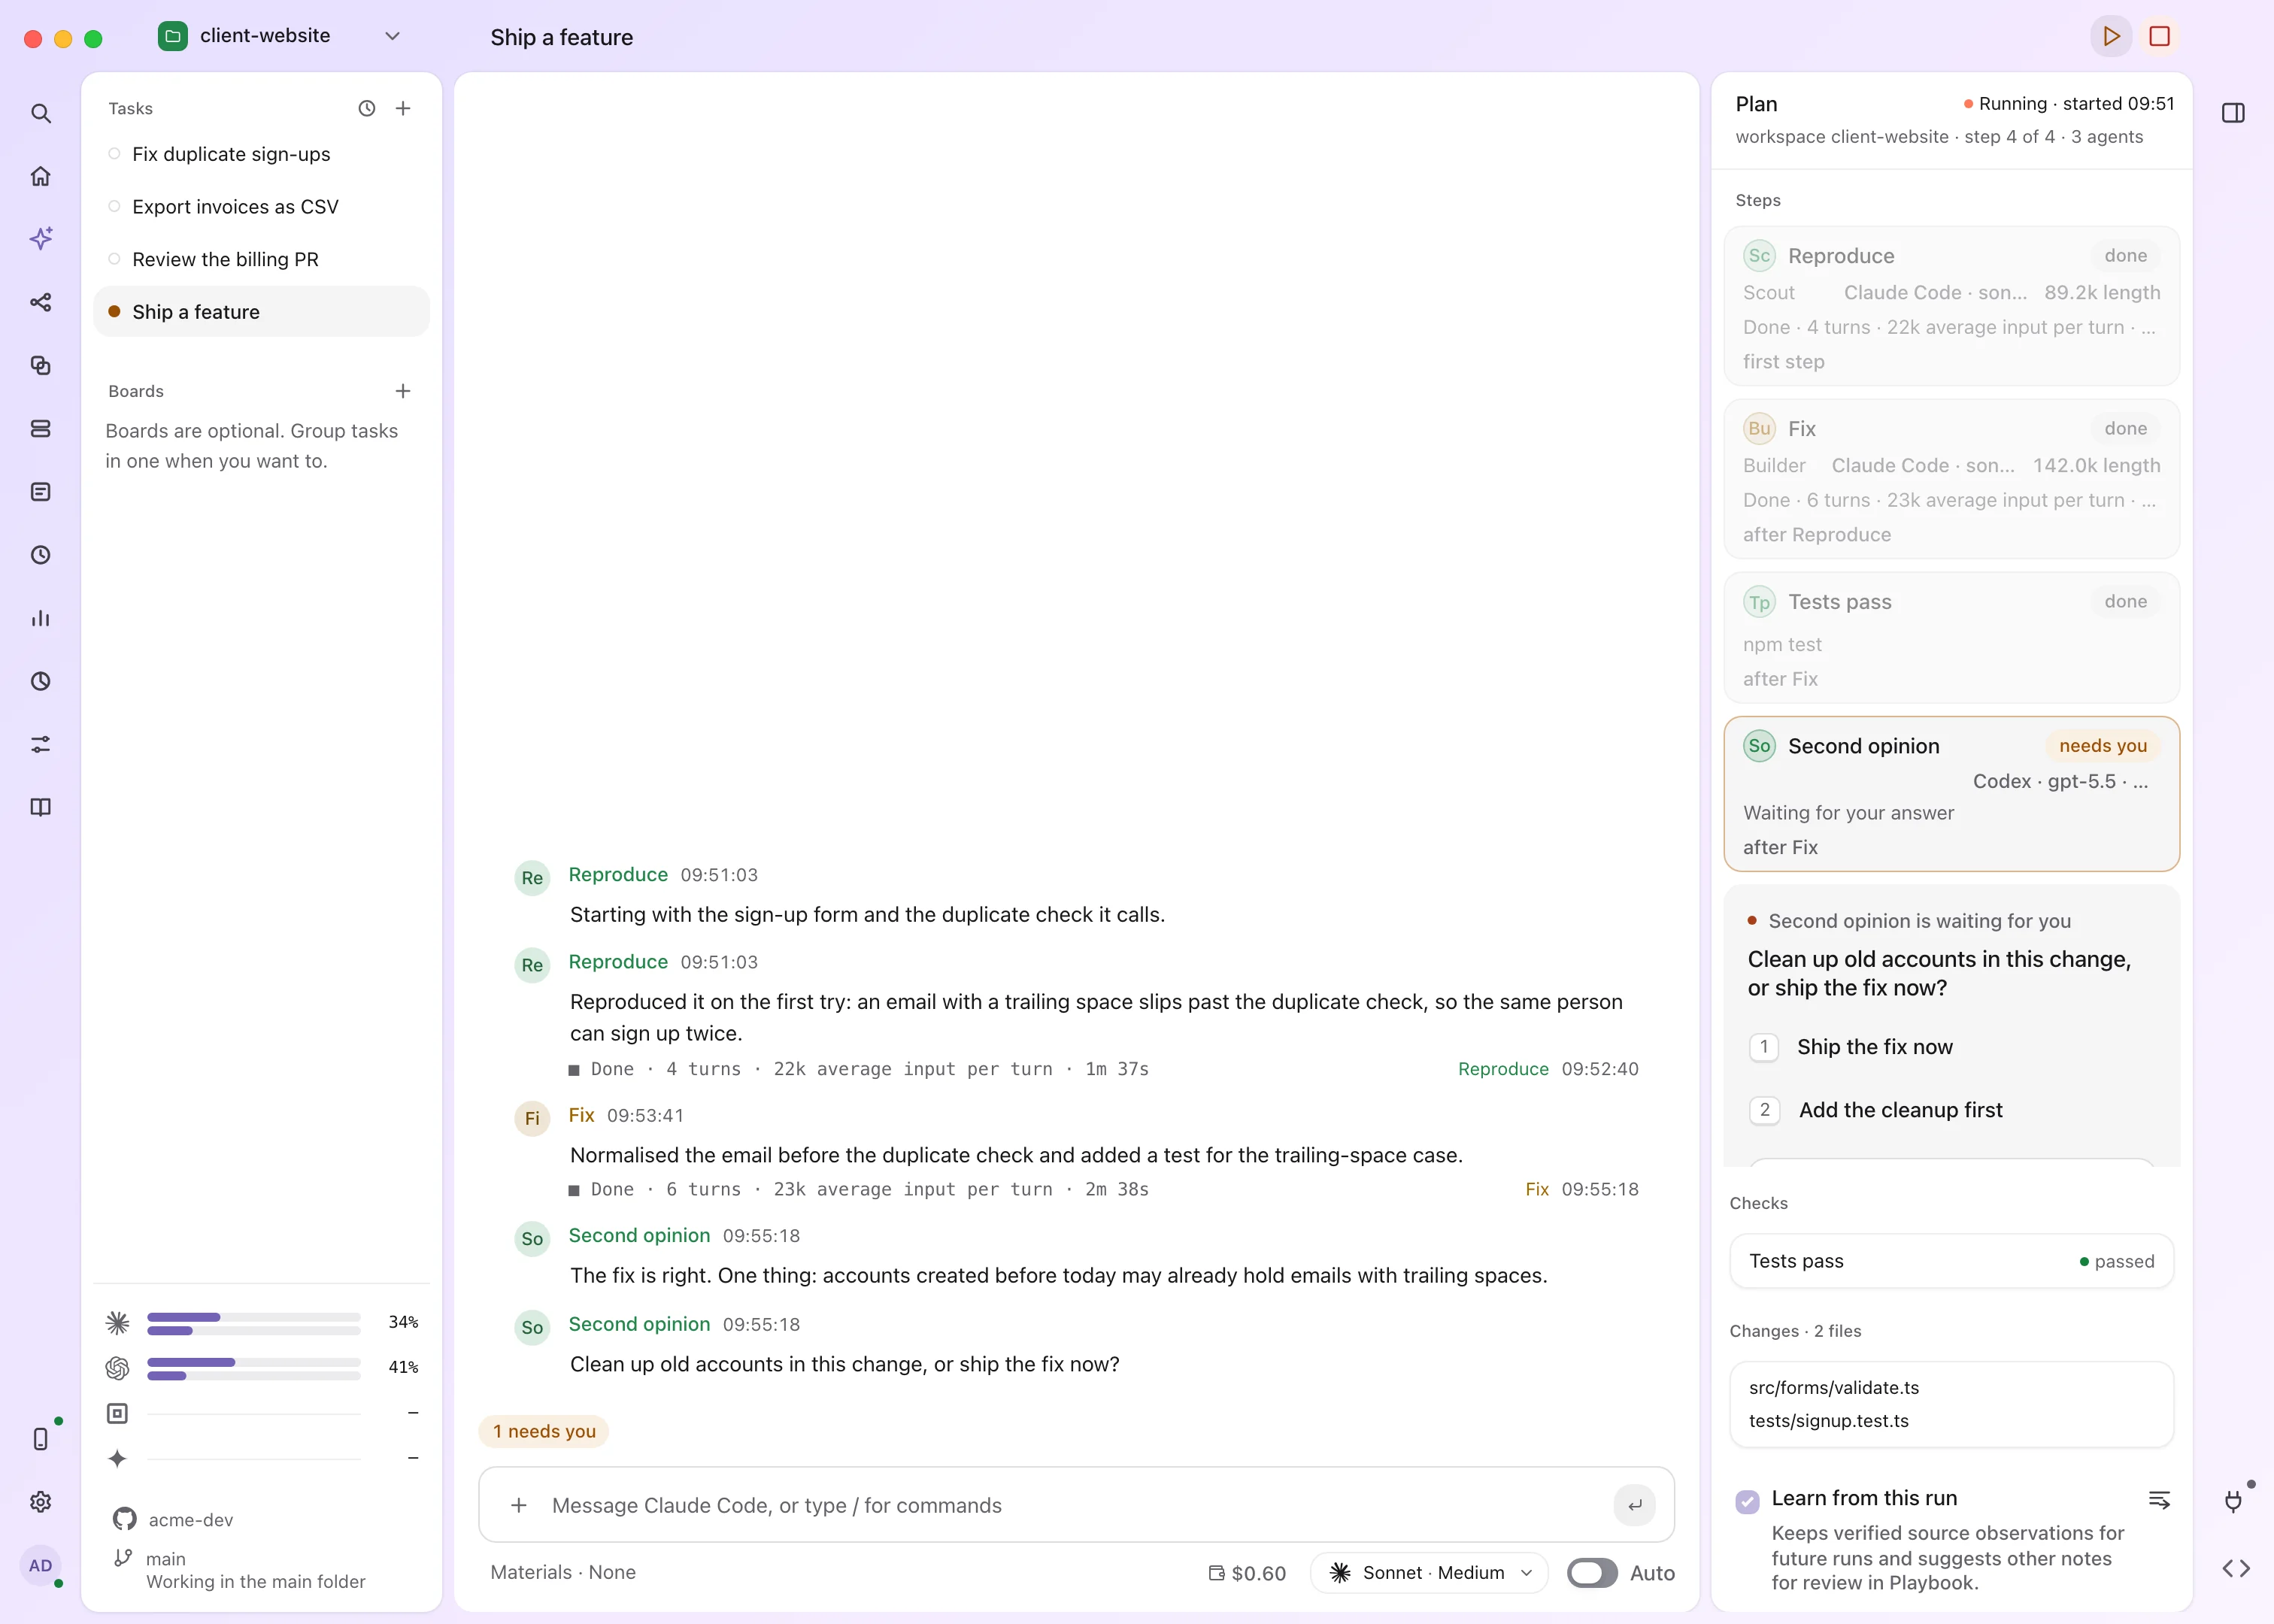 client-website
Ship a feature
Tasks
Fix duplicate sign-ups
Export invoices as CSV
Review the billing PR
Ship a feature
Boards
Boards are optional. Group tasks
in one when you want to.
34%
41%
–
–
acme-dev
main
Working in the main folder
AD
Re
Reproduce 09:51:03
Starting with the sign-up form and the duplicate check it calls.
Re
Reproduce 09:51:03
Reproduced it on the first try: an email with a trailing space slips past the duplicate check, so the same person
can sign up twice.
Done · 4 turns · 22k average input per turn · 1m 37s
Reproduce 09:52:40
Fi
Fix 09:53:41
Normalised the email before the duplicate check and added a test for the trailing-space case.
Done · 6 turns · 23k average input per turn · 2m 38s
Fix 09:55:18
So
Second opinion 09:55:18
The fix is right. One thing: accounts created before today may already hold emails with trailing spaces.
So
Second opinion 09:55:18
Clean up old accounts in this change, or ship the fix now?
1 needs you
Message Claude Code, or type / for commands
Materials · None
$0.60
Sonnet · Medium
Auto
Plan
Running · started 09:51
workspace client-website · step 4 of 4 · 3 agents
Steps
Sc Reproduce done
Scout Claude Code · son... 89.2k length
Done · 4 turns · 22k average input per turn · ...
first step
Bu Fix done
Builder Claude Code · son... 142.0k length
Done · 6 turns · 23k average input per turn · ...
after Reproduce
Tp Tests pass done
npm test
after Fix
So Second opinion needs you
Codex · gpt-5.5 · ...
Waiting for your answer
after Fix
Second opinion is waiting for you
Clean up old accounts in this change,
or ship the fix now?
1 Ship the fix now
2 Add the cleanup first
Checks
Tests pass passed
Changes · 2 files
src/forms/validate.ts
tests/signup.test.ts
Learn from this run
Keeps verified source observations for
future runs and suggests other notes
for review in Playbook.